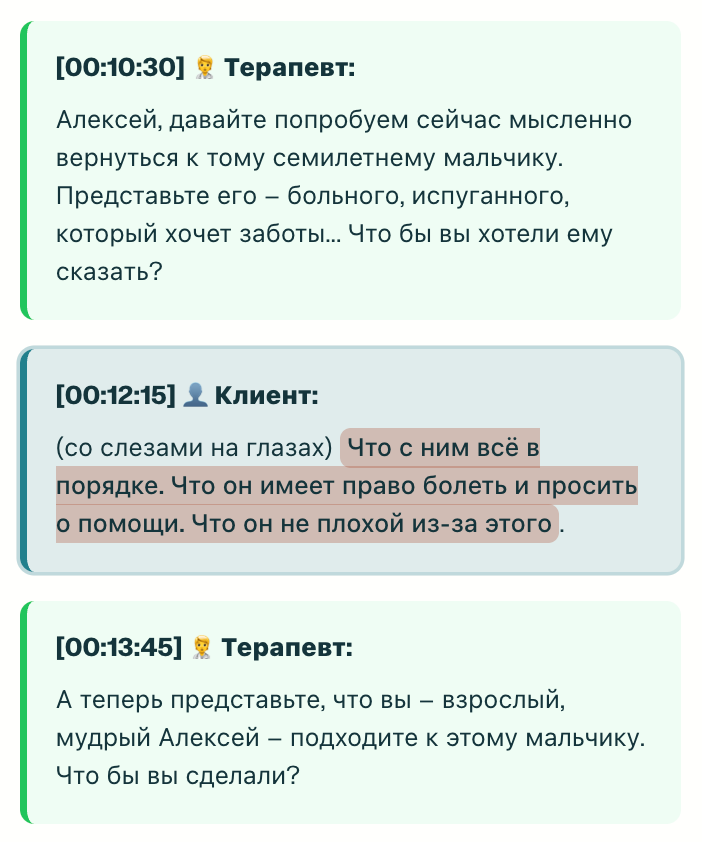 [00:10:30] 👨‍⚕️ Терапевт:
Алексей, давайте попробуем сейчас мысленно
вернуться к тому семилетнему мальчику.
Представьте его – больного, испуганного,
который хочет заботы... Что бы вы хотели ему
сказать?
[00:12:15] 👤 Клиент:
(со слезами на глазах) Что с ним всё в
порядке. Что он имеет право болеть и просить
о помощи. Что он не плохой из-за этого.
[00:13:45] 👨‍⚕️ Терапевт:
А теперь представьте, что вы – взрослый,
мудрый Алексей – подходите к этому мальчику.
Что бы вы сделали?